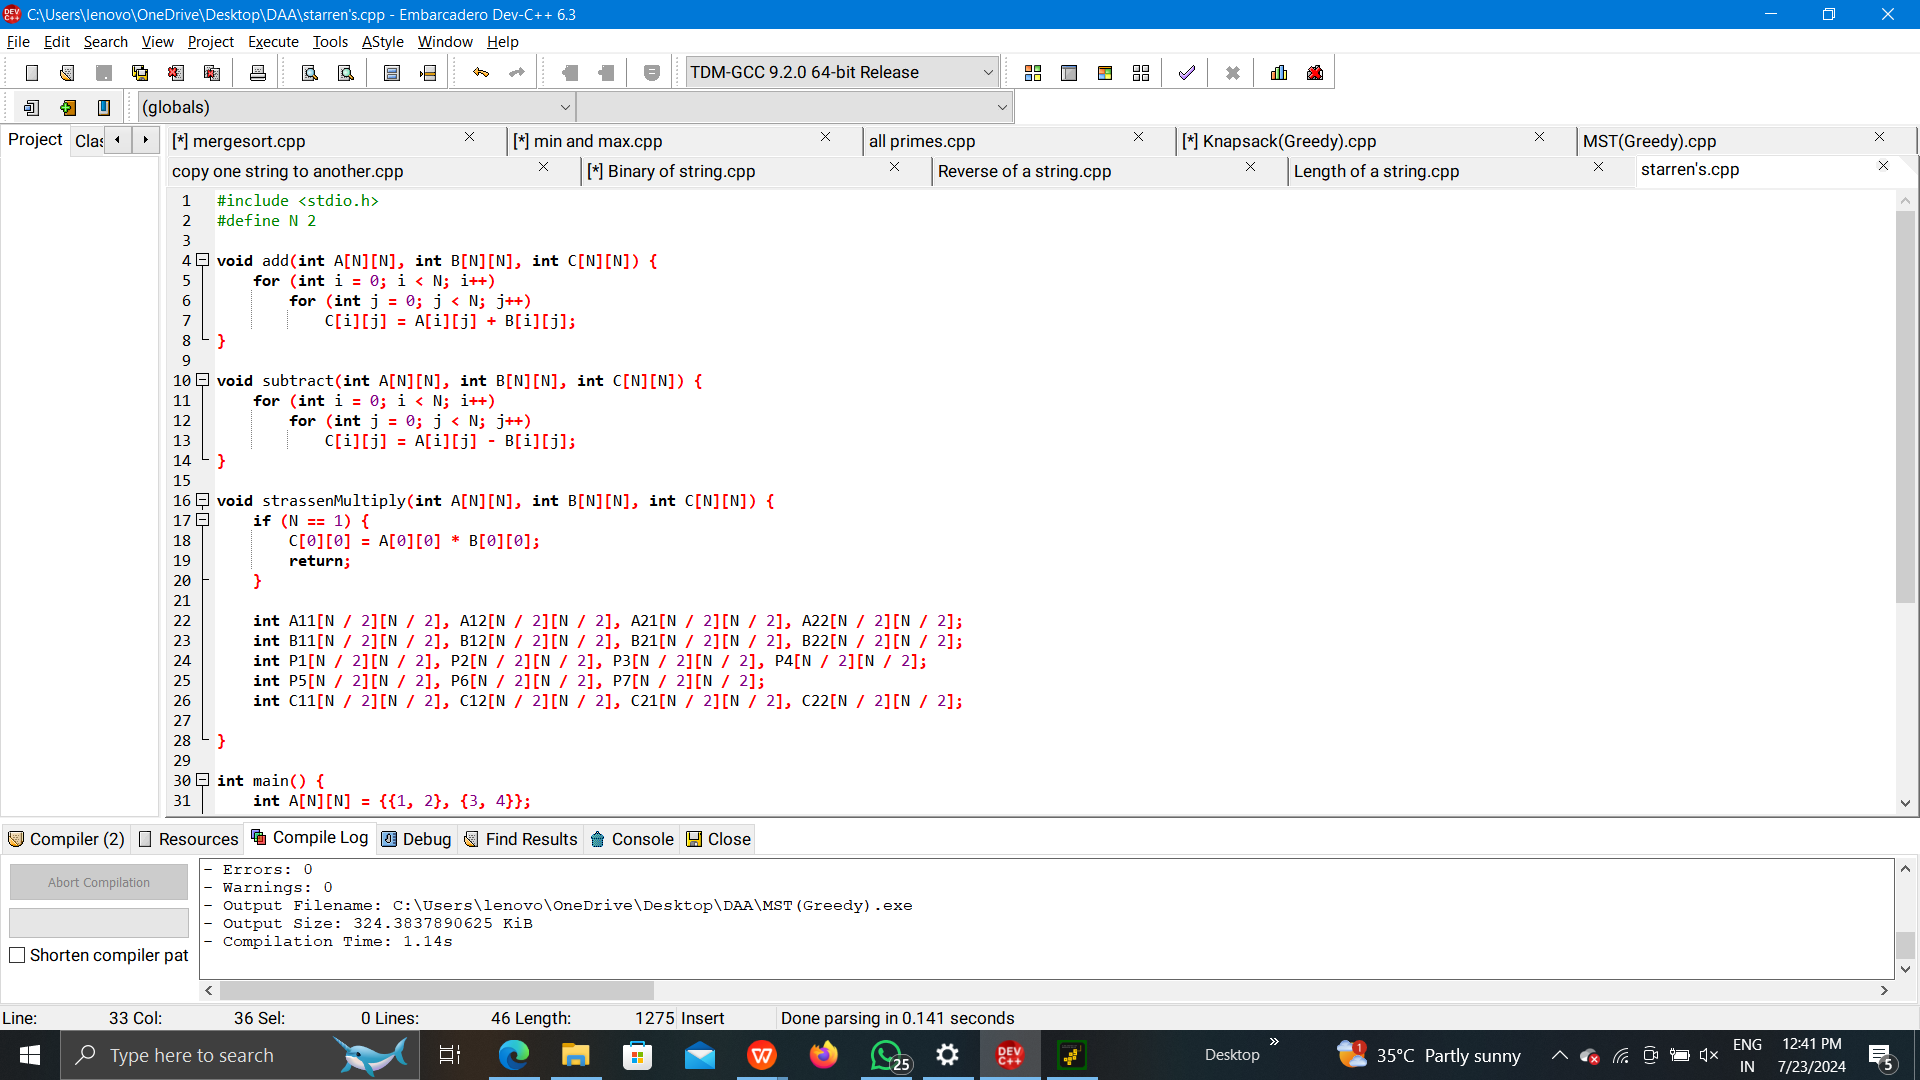 C:\Users\lenovo\OneDrive\Desktop\DAA\starren's.cpp - Embarcadero Dev-C++ 6.3
File Edit Search View Project Execute Tools AStyle Window Help
TDM-GCC 9.2.0 64-bit Release
(globals)
Project Clas
[*] mergesort.cpp [*] min and max.cpp all primes.cpp [*] Knapsack(Greedy).cpp MST(Greedy).cpp
copy one string to another.cpp [*] Binary of string.cpp Reverse of a string.cpp Length of a string.cpp starren's.cpp
1 #include <stdio.h>
2 #define N 2
3
4 void add(int A[N][N], int B[N][N], int C[N][N]) {
5 for (int i = 0; i < N; i++)
6 for (int j = 0; j < N; j++)
7 C[i][j] = A[i][j] + B[i][j];
8 }
9
10 void subtract(int A[N][N], int B[N][N], int C[N][N]) {
11 for (int i = 0; i < N; i++)
12 for (int j = 0; j < N; j++)
13 C[i][j] = A[i][j] - B[i][j];
14 }
15
16 void strassenMultiply(int A[N][N], int B[N][N], int C[N][N]) {
17 if (N == 1) {
18 C[0][0] = A[0][0] * B[0][0];
19 return;
20 }
21
22 int A11[N / 2][N / 2], A12[N / 2][N / 2], A21[N / 2][N / 2], A22[N / 2][N / 2];
23 int B11[N / 2][N / 2], B12[N / 2][N / 2], B21[N / 2][N / 2], B22[N / 2][N / 2];
24 int P1[N / 2][N / 2], P2[N / 2][N / 2], P3[N / 2][N / 2], P4[N / 2][N / 2];
25 int P5[N / 2][N / 2], P6[N / 2][N / 2], P7[N / 2][N / 2];
26 int C11[N / 2][N / 2], C12[N / 2][N / 2], C21[N / 2][N / 2], C22[N / 2][N / 2];
27
28 }
29
30 int main() {
31 int A[N][N] = {{1, 2}, {3, 4}};
Compiler (2) Resources Compile Log Debug Find Results Console Close
Abort Compilation
Shorten compiler pat
- Errors: 0
- Warnings: 0
- Output Filename: C:\Users\lenovo\OneDrive\Desktop\DAA\MST(Greedy).exe
- Output Size: 324.3837890625 KiB
- Compilation Time: 1.14s
Line: 33 Col: 36 Sel: 0 Lines: 46 Length: 1275 Insert Done parsing in 0.141 seconds
Type here to search
W
25
DEV C++
Desktop
»
1
35°C Partly sunny
ENG
IN
12:41 PM
7/23/2024
5